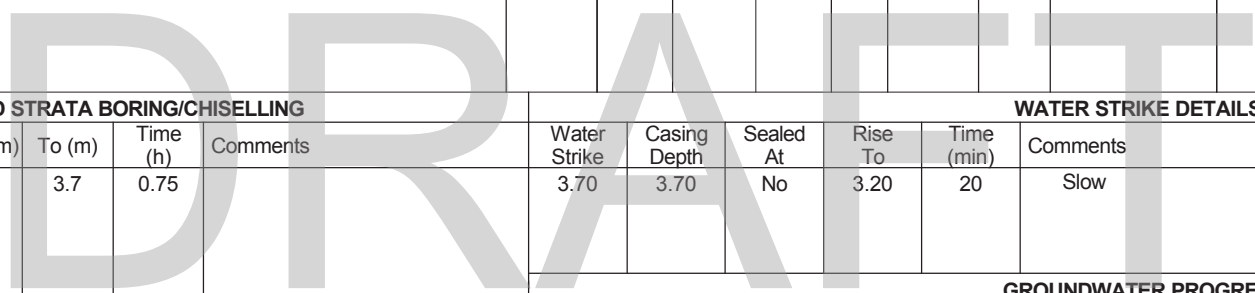 DRAFT
D STRATA BORING/CHISELLING WATER STRIKE DETAILS
m) To (m) Time (h) Comments Water Strike Casing Depth Sealed At Rise To Time (min) Comments
3.7 0.75 3.70 3.70 No 3.20 20 Slow
GROUNDWATER PROGRE